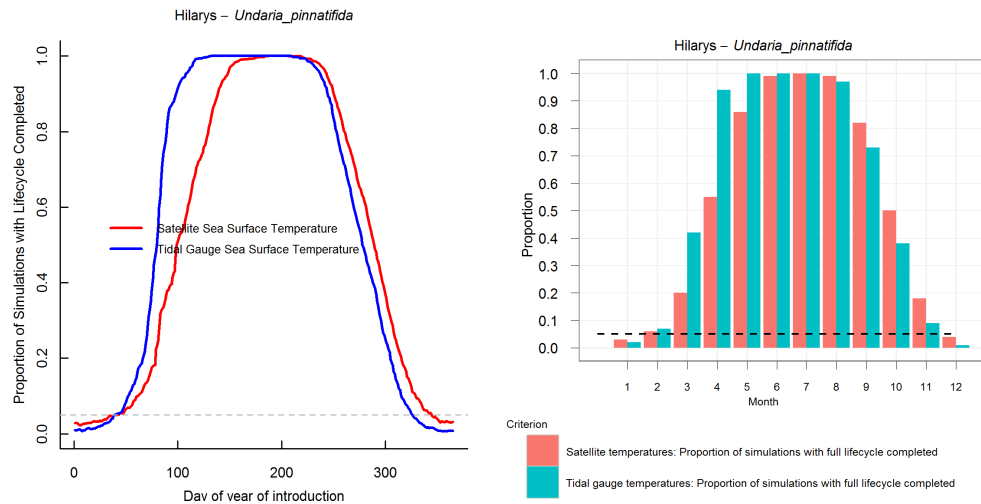 Hilarys – Undaria_pinnatifida
Proportion of Simulations with Lifecycle Completed
1.0
0.8
0.6
0.4
0.2
0.0
Satellite Sea Surface Temperature
Tidal Gauge Sea Surface Temperature
0
100
200
300
Day of year of introduction
Hilarys – Undaria_pinnatifida
Proportion
1.0
0.9
0.8
0.7
0.6
0.5
0.4
0.3
0.2
0.1
0.0
1 2 3 4 5 6 7 8 9 10 11 12
Month
Criterion
Satellite temperatures: Proportion of simulations with full lifecycle completed
Tidal gauge temperatures: Proportion of simulations with full lifecycle completed